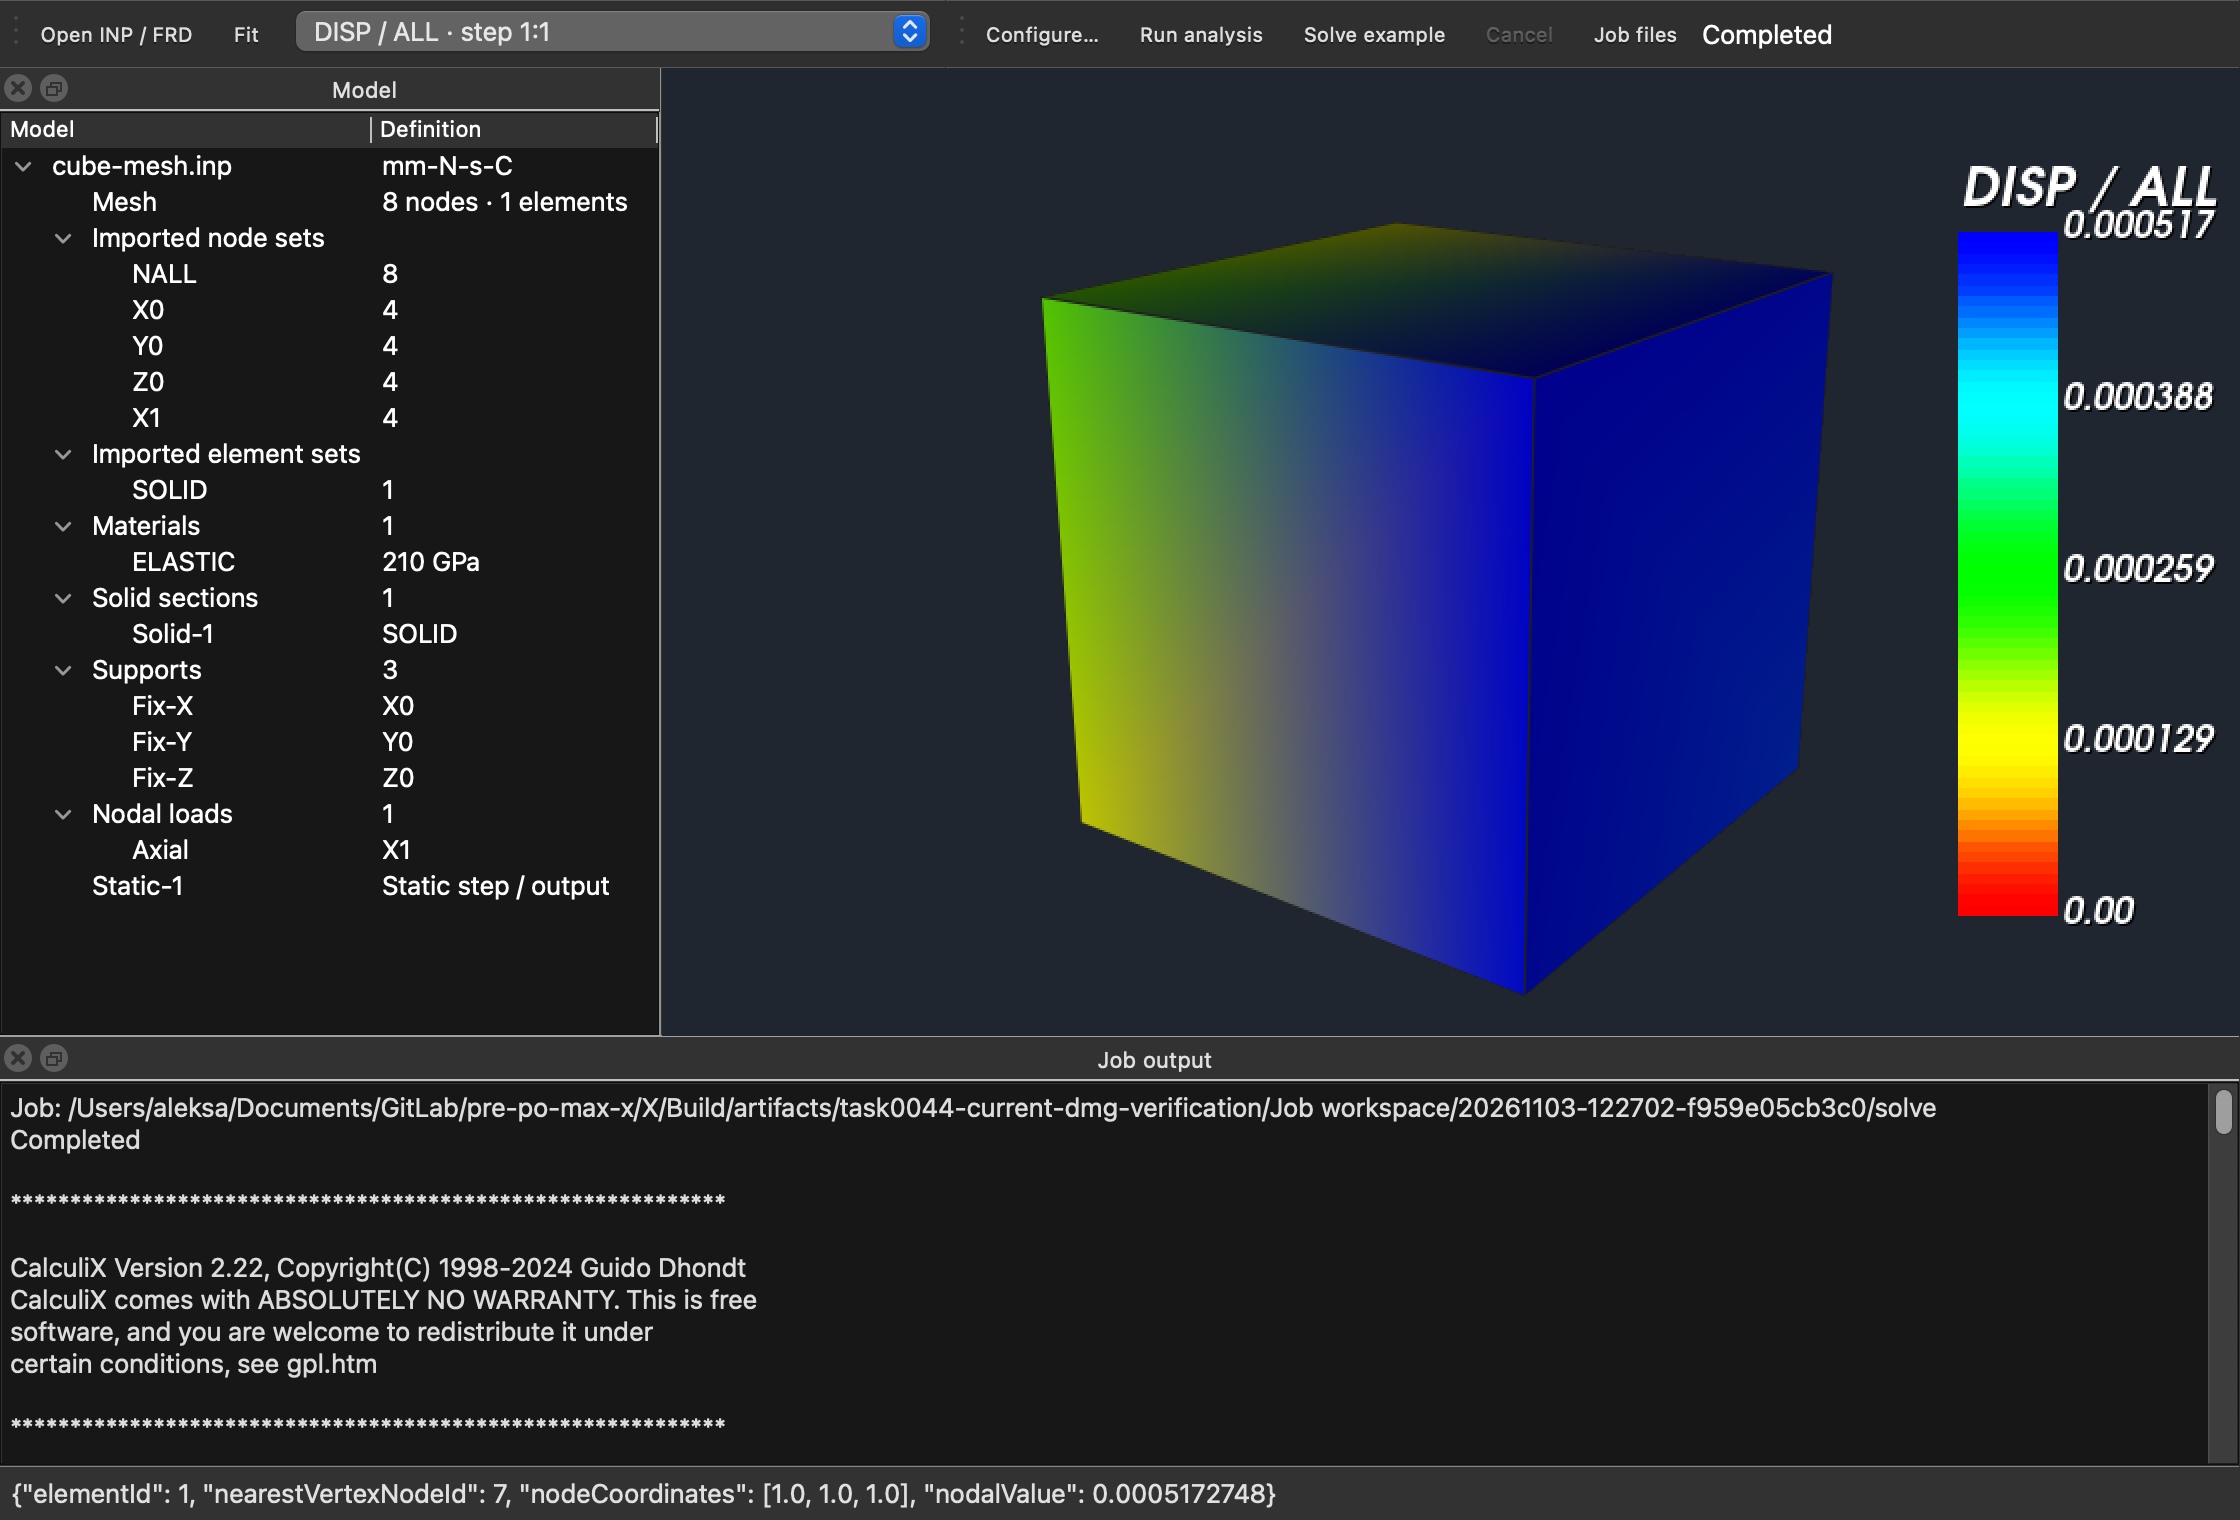 Open INP / FRD Fit DISP / ALL · step 1:1 Configure... Run analysis Solve example Cancel Job files Completed
Model
Model Definition
cube-mesh.inp mm-N-s-C
Mesh 8 nodes · 1 elements
Imported node sets
NALL 8
X0 4
Y0 4
Z0 4
X1 4
Imported element sets
SOLID 1
Materials 1
ELASTIC 210 GPa
Solid sections 1
Solid-1 SOLID
Supports 3
Fix-X X0
Fix-Y Y0
Fix-Z Z0
Nodal loads 1
Axial X1
Static-1 Static step / output
DISP / ALL
0.000517
0.000388
0.000259
0.000129
0.00
Job output
Job: /Users/aleksa/Documents/GitLab/pre-po-max-x/X/Build/artifacts/task0044-current-dmg-verification/Job workspace/20261103-122702-f959e05cb3c0/solve
Completed
************************************************************
CalculiX Version 2.22, Copyright(C) 1998-2024 Guido Dhondt
CalculiX comes with ABSOLUTELY NO WARRANTY. This is free
software, and you are welcome to redistribute it under
certain conditions, see gpl.htm
************************************************************
{"elementId": 1, "nearestVertexNodeId": 7, "nodeCoordinates": [1.0, 1.0, 1.0], "nodalValue": 0.0005172748}